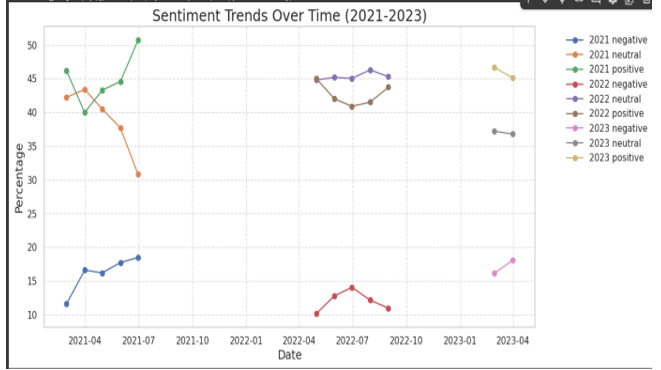 Sentiment Trends Over Time (2021-2023)
50
45
40
35
30
25
20
15
10
Percentage
2021-04 2021-07 2021-10 2022-01 2022-04 2022-07 2022-10 2023-01 2023-04
Date
2021 negative
2021 neutral
2021 positive
2022 negative
2022 neutral
2022 positive
2023 negative
2023 neutral
2023 positive